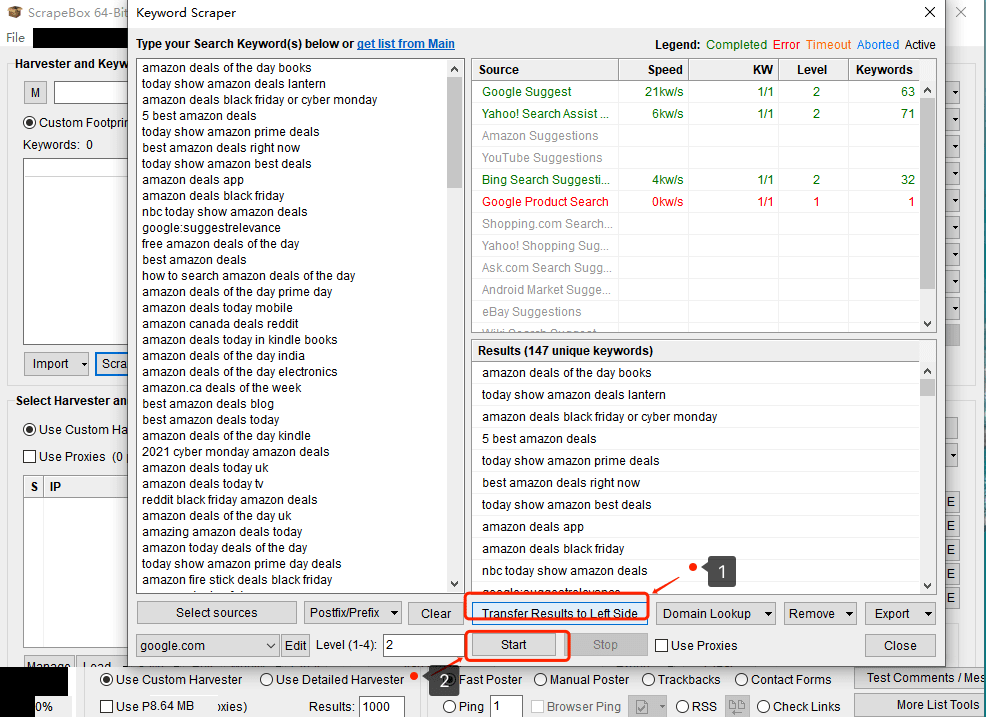 ScrapeBox 64-Bit
Keyword Scraper
File
Type your Search Keyword(s) below or get list from Main
Legend: Completed Error Timeout Aborted Active
Harvester and Keyw
M
Custom Footprin
Keywords: 0
Import
Scra
Select Harvester an
Use Custom Ha
Use Proxies (0
S IP
amazon deals of the day books
today show amazon deals lantern
amazon deals black friday or cyber monday
5 best amazon deals
today show amazon prime deals
best amazon deals right now
today show amazon best deals
amazon deals app
amazon deals black friday
nbc today show amazon deals
google:suggestrelevance
free amazon deals of the day
best amazon deals
how to search amazon deals of the day
amazon deals of the day prime day
amazon deals today mobile
amazon canada deals reddit
amazon deals today in kindle books
amazon deals of the day india
amazon deals of the day electronics
amazon.ca deals of the week
best amazon deals blog
best amazon deals today
amazon deals of the day kindle
2021 cyber monday amazon deals
amazon deals today uk
amazon deals today tv
reddit black friday amazon deals
amazon deals of the day uk
amazing amazon deals today
amazon today deals of the day
today show amazon prime day deals
amazon fire stick deals black friday
Source Speed KW Level Keywords
Google Suggest 21kw/s 1/1 2 63
Yahoo! Search Assist ... 6kw/s 1/1 2 71
Amazon Suggestions
YouTube Suggestions
Bing Search Suggesti... 4kw/s 1/1 2 32
Google Product Search 0kw/s 1/1 1 1
Shopping.com Search...
Yahoo! Shopping Sug...
Ask.com Search Sugg...
Android Market Sugge...
eBay Suggestions
Wiki Search Suggest
Results (147 unique keywords)
amazon deals of the day books
today show amazon deals lantern
amazon deals black friday or cyber monday
5 best amazon deals
today show amazon prime deals
best amazon deals right now
today show amazon best deals
amazon deals app
amazon deals black friday
nbc today show amazon deals
google:suggestrelevance
1
E
E
E
E
E
Select sources Postfix/Prefix Clear Transfer Results to Left Side Domain Lookup Remove Export
google.com Edit Level (1-4): 2 Start Stop Use Proxies Close
Manage Load
2
Use Custom Harvester Use Detailed Harvester Fast Poster Manual Poster Trackbacks Contact Forms Test Comments / Mes
0% Use P8.64 MB xies) Results: 1000 Ping 1 Browser Ping RSS Check Links More List Tools